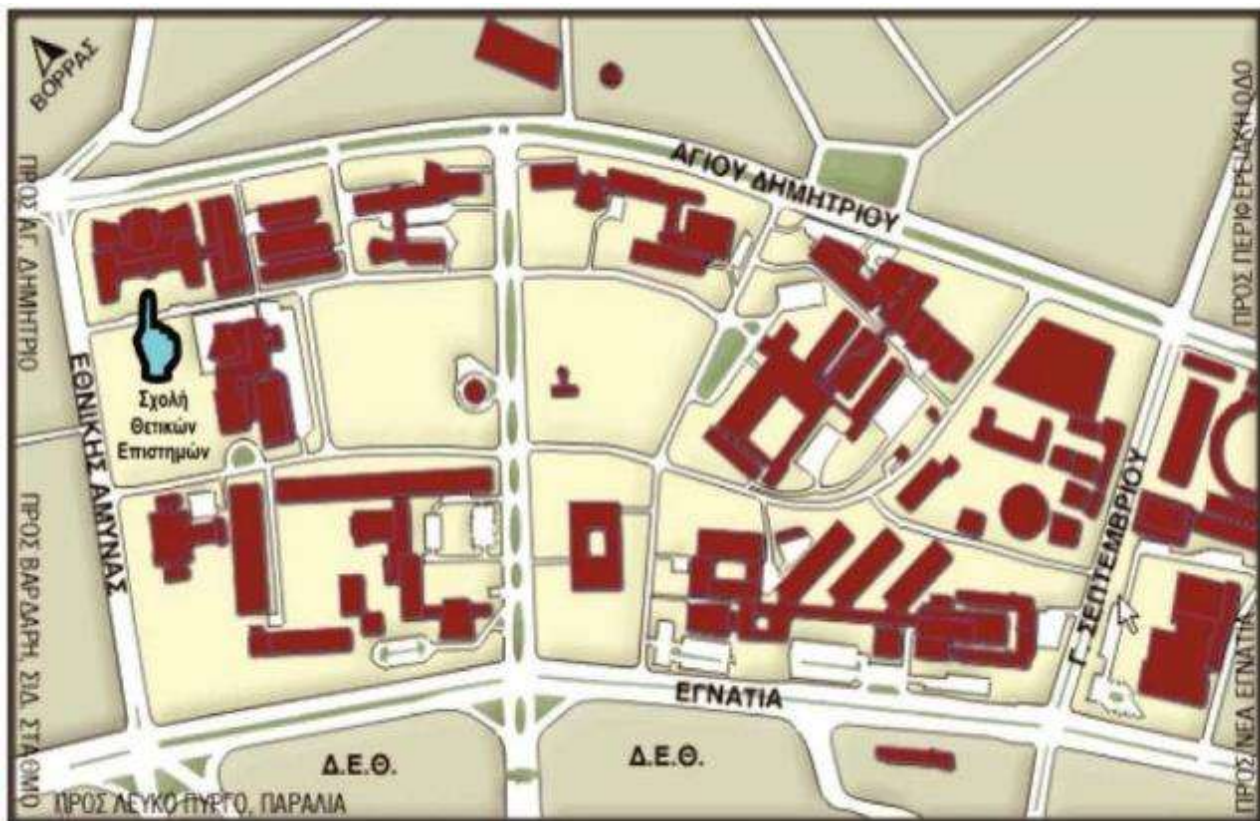 ΒΟΡΡΑΣ
ΠΡΟΣ ΑΓ. ΔΗΜΗΤΡΙΟ
ΑΓΙΟΥ ΔΗΜΗΤΡΙΟΥ
ΠΡΟΣ ΠΕΡΙΦΕΡΕΙΑΚΗ ΟΔΟ
ΕΘΝΙΚΗΣ ΑΜΥΝΑΣ
Σχολή
Θετικών
Επιστημών
ΠΡΟΣ ΒΑΡΔΑΡΗ, ΣΙΔ. ΣΤΑΘΜΟ
Γ. ΣΕΠΤΕΜΒΡΙΟΥ
ΕΓΝΑΤΙΑ
ΠΡΟΣ ΝΕΑ ΕΓΝΑΤΙΑ
Δ.Ε.Θ.
Δ.Ε.Θ.
ΠΡΟΣ ΛΕΥΚΟ ΠΥΡΓΟ, ΠΑΡΑΛΙΑ